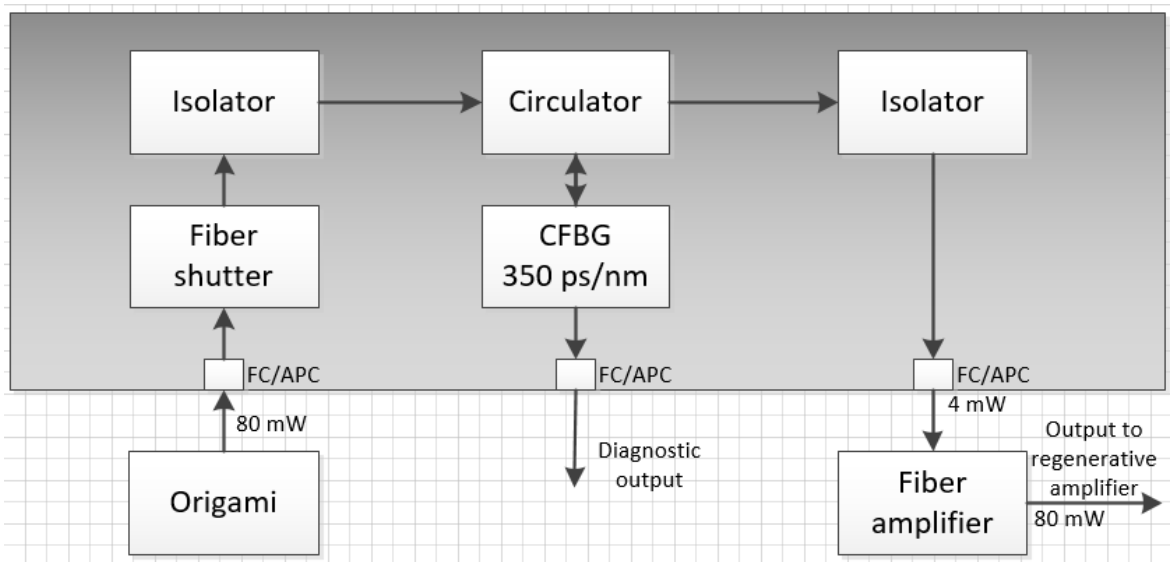 Isolator
Circulator
Isolator
Fiber
shutter
CFBG
350 ps/nm
FC/APC
FC/APC
FC/APC
80 mW
4 mW
Origami
Diagnostic
output
Fiber
amplifier
Output to
regenerative
amplifier
80 mW